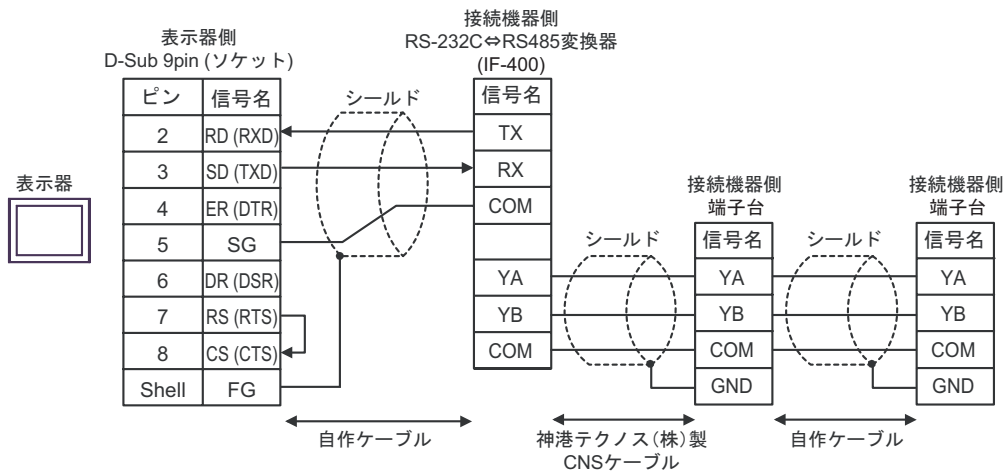 表示器
表示器側
D-Sub 9pin (ソケット)
ピン 信号名
2 RD (RXD)
3 SD (TXD)
4 ER (DTR)
5 SG
6 DR (DSR)
7 RS (RTS)
8 CS (CTS)
Shell FG
シールド
自作ケーブル
接続機器側
RS-232C⇔RS485変換器
(IF-400)
信号名
TX
RX
COM
YA
YB
COM
シールド
神港テクノス(株)製
CNSケーブル
接続機器側
端子台
信号名
YA
YB
COM
GND
シールド
自作ケーブル
接続機器側
端子台
信号名
YA
YB
COM
GND